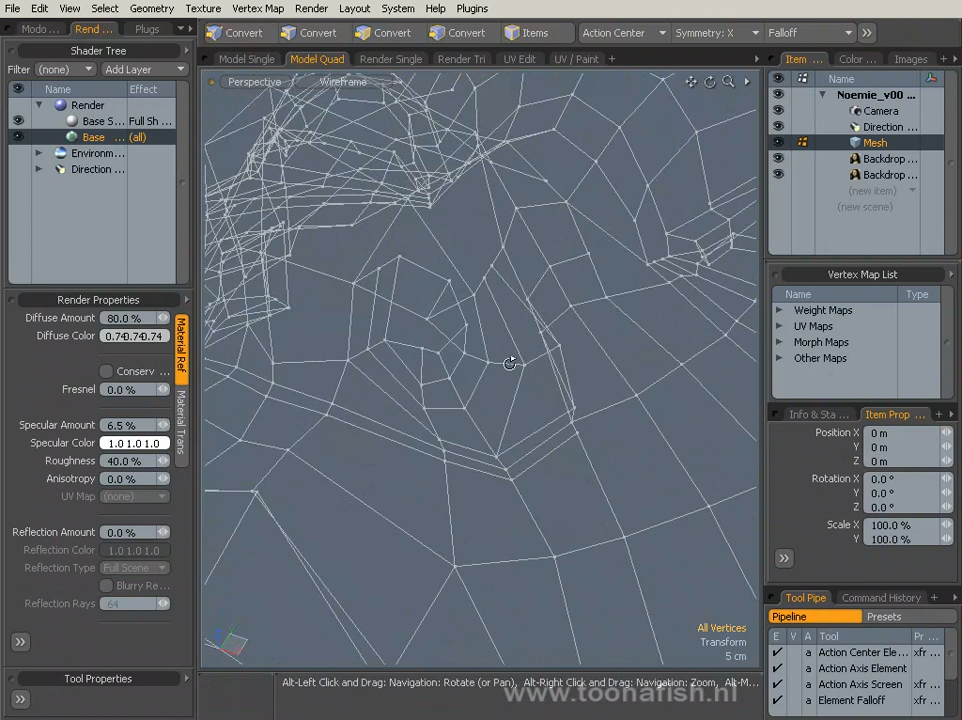 File Edit View Select Geometry Texture Vertex Map Render Layout System Help Plugins
Modo ... Rend ... Plugs
Convert Convert Convert Convert Items Action Center Symmetry: X Falloff
Shader Tree
Filter (none) Add Layer
Name Effect
Render
Base S... Full Sh ...
Base ... (all)
Environm...
Direction ...
Render Properties
Diffuse Amount 80.0 %
Diffuse Color 0.74 0.74 0.74
Conserv ...
Fresnel 0.0 %
Specular Amount 6.5 %
Specular Color 1.0 1.0 1.0
Roughness 40.0 %
Anisotropy 0.0 %
UV Map (none)
Reflection Amount 0.0 %
Reflection Color 1.0 1.0 1.0
Reflection Type Full Scene
Blurry Re...
Reflection Rays 64
Material Ref
Material Trans
Tool Properties
Model Single Model Quad Render Single Render Tri UV Edit UV / Paint +
Perspective Wireframe
All Vertices
Transform
5 cm
Alt-Left Click and Drag: Navigation: Rotate (or Pan), Alt-Right Click and Drag: Navigation: Zoom, Alt-M...
www.toonafish.nl
Item ... Color ... Images +
Name
Noemie_v00 ...
Camera
Direction ...
Mesh
Backdrop ...
Backdrop ...
(new item)
(new scene)
Vertex Map List
Name Type
Weight Maps
UV Maps
Morph Maps
Other Maps
Info & Sta ... Item Prop ... +
Position X 0 m
Y 0 m
Z 0 m
Rotation X 0.0 °
Y 0.0 °
Z 0.0 °
Scale X 100.0 %
Y 100.0 %
Tool Pipe Command History +
Pipeline Presets
E V A Tool Pr ...
a Action Center Ele... xfr ...
a Action Axis Element
a Action Axis Screen xfr ...
a Element Falloff xfr ...